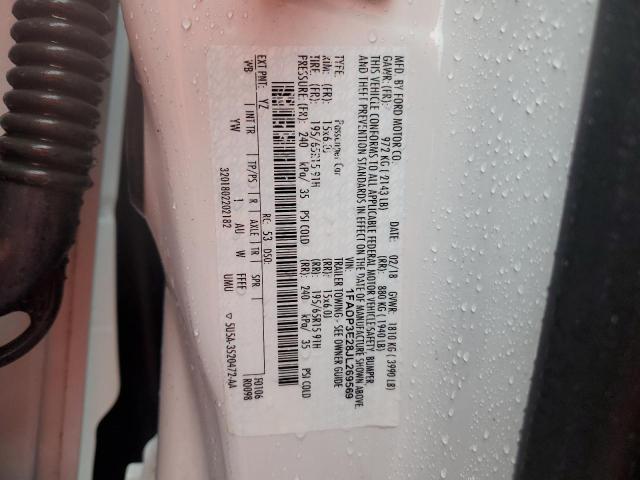 MFD. BY FORD MOTOR CO.
DATE: 02/18 GVWR: 1810 KG ( 3990 LB)
GAWR:(FR): 972 KG ( 2143 LB) (RR): 880 KG ( 1940 LB)
THIS VEHICLE CONFORMS TO ALL APPLICABLE FEDERAL MOTOR VEHICLE SAFETY, BUMPER,
AND THEFT PREVENTION STANDARDS IN EFFECT ON THE DATE OF MANUFACTURE SHOWN ABOVE
VIN: 1FADP3E28JL269569
TYPE: Passenger Car TRAILER TOWING - SEE OWNER GUIDE
(FR): 15x6.0J (RR): 15x6.0J
TIRE: (FR): 195/65R15 91H (RR): 195/65R15 91H
PRESSURE (FR): 240 kPa/ 35 PSI COLD (RR): 240 kPa/ 35 PSI COLD
EXT PNT: YZ RC: 53 DSO:
WB INT TR TP/PS R AXLE TR SPR
YW 1 AU W FFFF
3201802202182 UMU
F0106
R0098
▽ 5U5A-3520472-AA